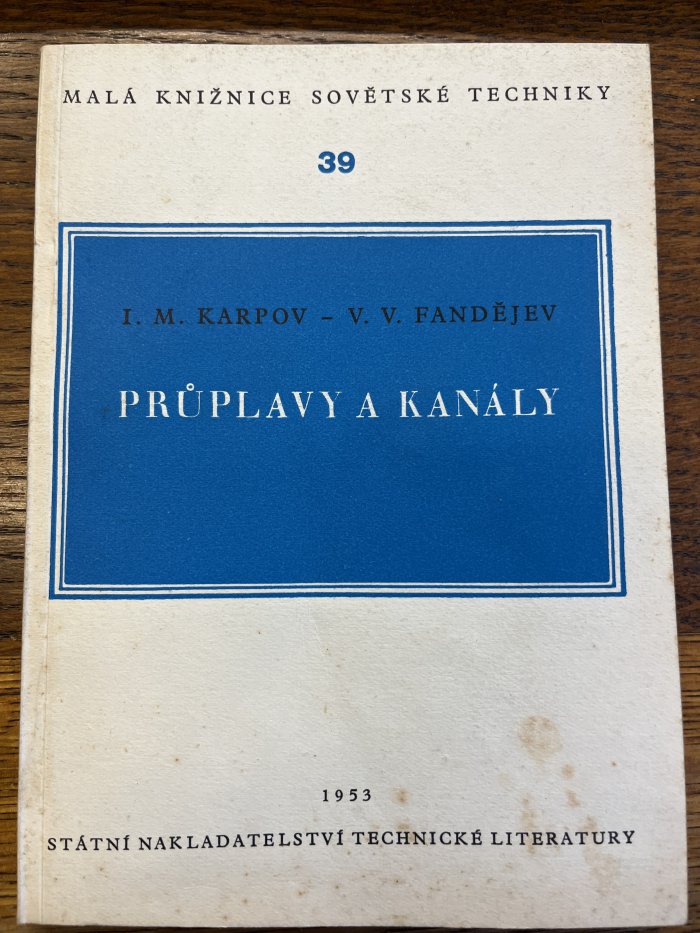 MALÁ KNIŽNICE SOVĚTSKÉ TECHNIKY
39
I. M. KARPOV – V. V. FANDĚJEV
PRŮPLAVY A KANÁLY
1953
STÁTNÍ NAKLADATELSTVÍ TECHNICKÉ LITERATURY